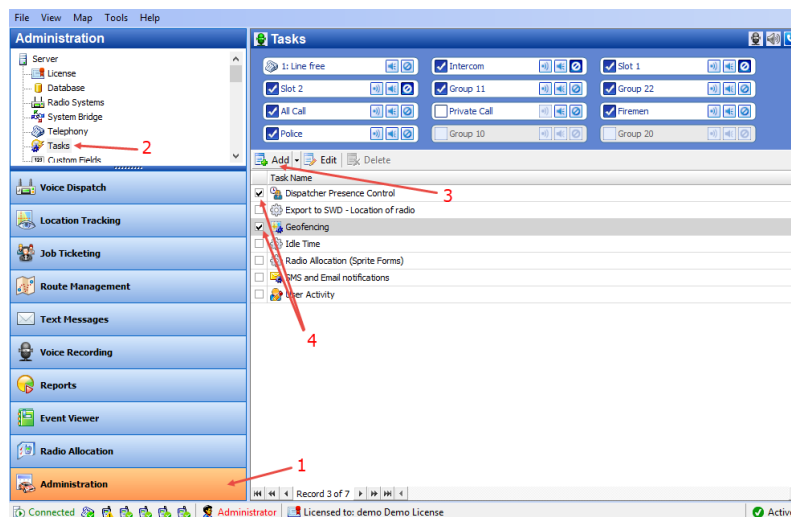 File View Map Tools Help
Administration
Server
License
Database
Radio Systems
System Bridge
Telephony
Tasks
2
Custom Fields
Voice Dispatch
Location Tracking
Job Ticketing
Route Management
Text Messages
Voice Recording
Reports
Event Viewer
Radio Allocation
Administration
1
Tasks
1: Line free Intercom Slot 1
Slot 2 Group 11 Group 22
All Call Private Call Firemen
Police Group 10 Group 20
Add Edit Delete
3
Task Name
Dispatcher Presence Control
Export to SWD - Location of radio
Geofencing
Idle Time
Radio Allocation (Sprite Forms)
SMS and Email notifications
User Activity
4
Record 3 of 7
Connected Administrator Licensed to: demo Demo License